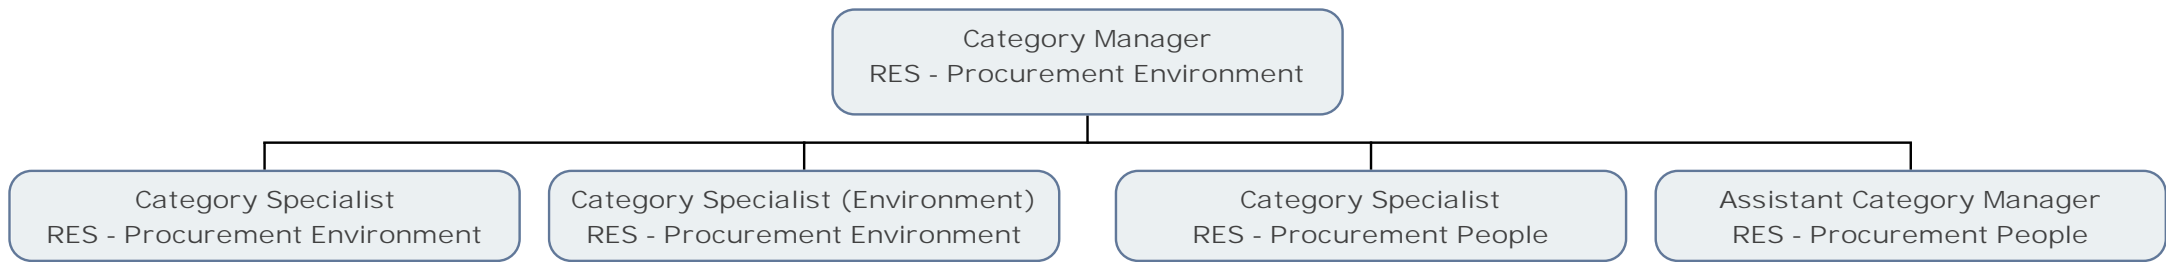 Category Manager
RES - Procurement Environment
Category Specialist
RES - Procurement Environment
Category Specialist (Environment)
RES - Procurement Environment
Category Specialist
RES - Procurement People
Assistant Category Manager
RES - Procurement People